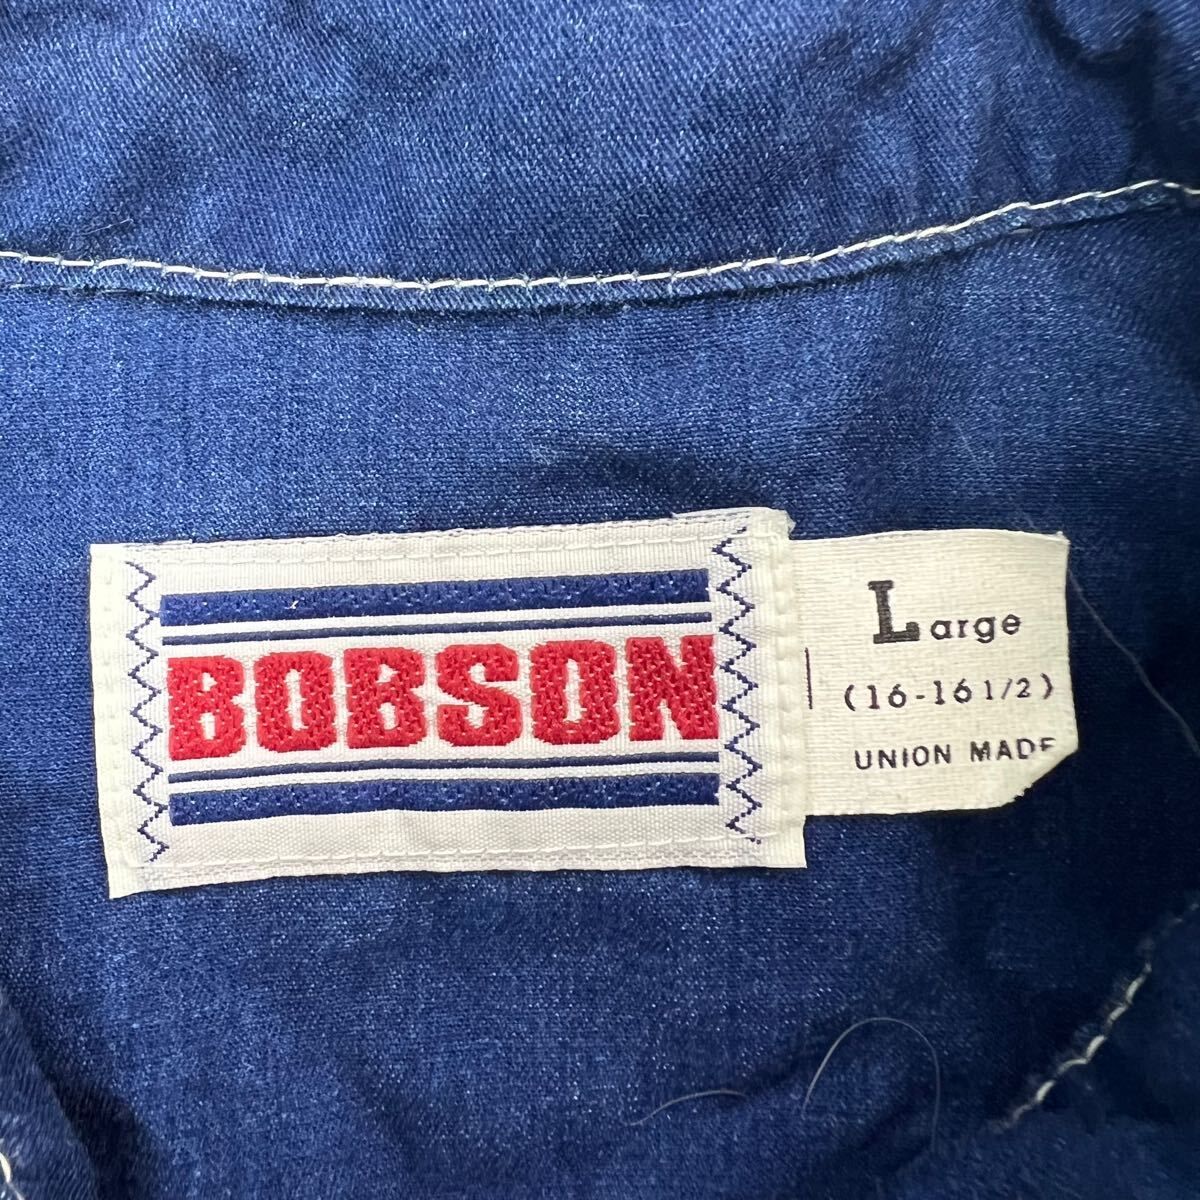 BOBSON
Large
(16-16 1/2)
UNION MADE